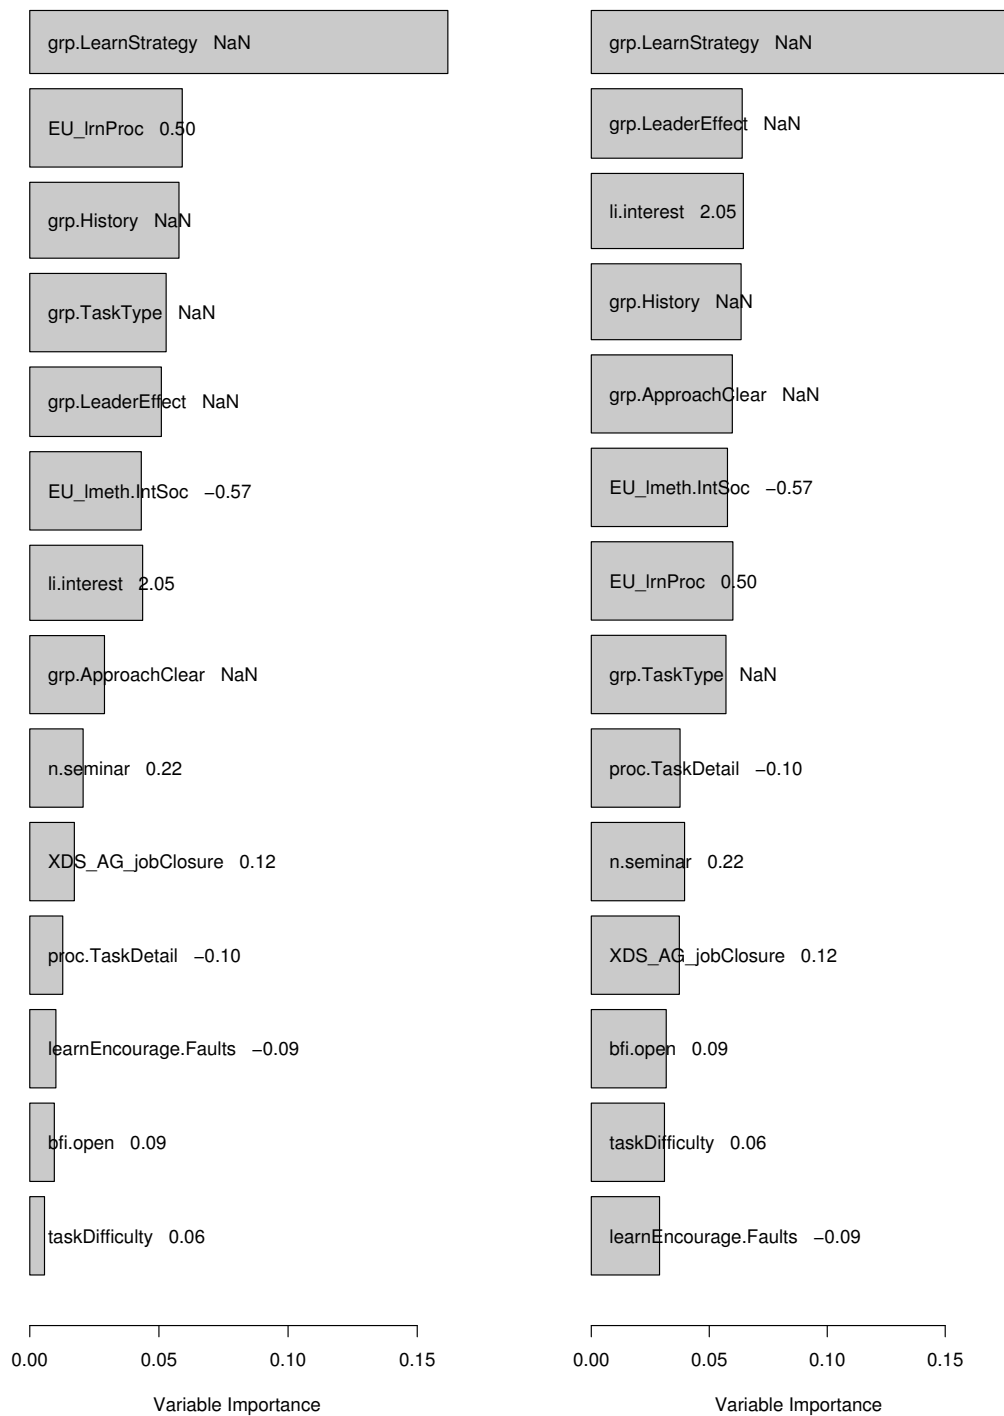 grp.LearnStrategy NaN
EU_lrnProc 0.50
grp.History NaN
grp.TaskType NaN
grp.LeaderEffect NaN
EU_lmeth.IntSoc −0.57
li.interest 2.05
grp.ApproachClear NaN
n.seminar 0.22
XDS_AG_jobClosure 0.12
proc.TaskDetail −0.10
learnEncourage.Faults −0.09
bfi.open 0.09
taskDifficulty 0.06
0.00 0.05 0.10 0.15
Variable Importance
grp.LearnStrategy NaN
grp.LeaderEffect NaN
li.interest 2.05
grp.History NaN
grp.ApproachClear NaN
EU_lmeth.IntSoc −0.57
EU_lrnProc 0.50
grp.TaskType NaN
proc.TaskDetail −0.10
n.seminar 0.22
XDS_AG_jobClosure 0.12
bfi.open 0.09
taskDifficulty 0.06
learnEncourage.Faults −0.09
0.00 0.05 0.10 0.15
Variable Importance